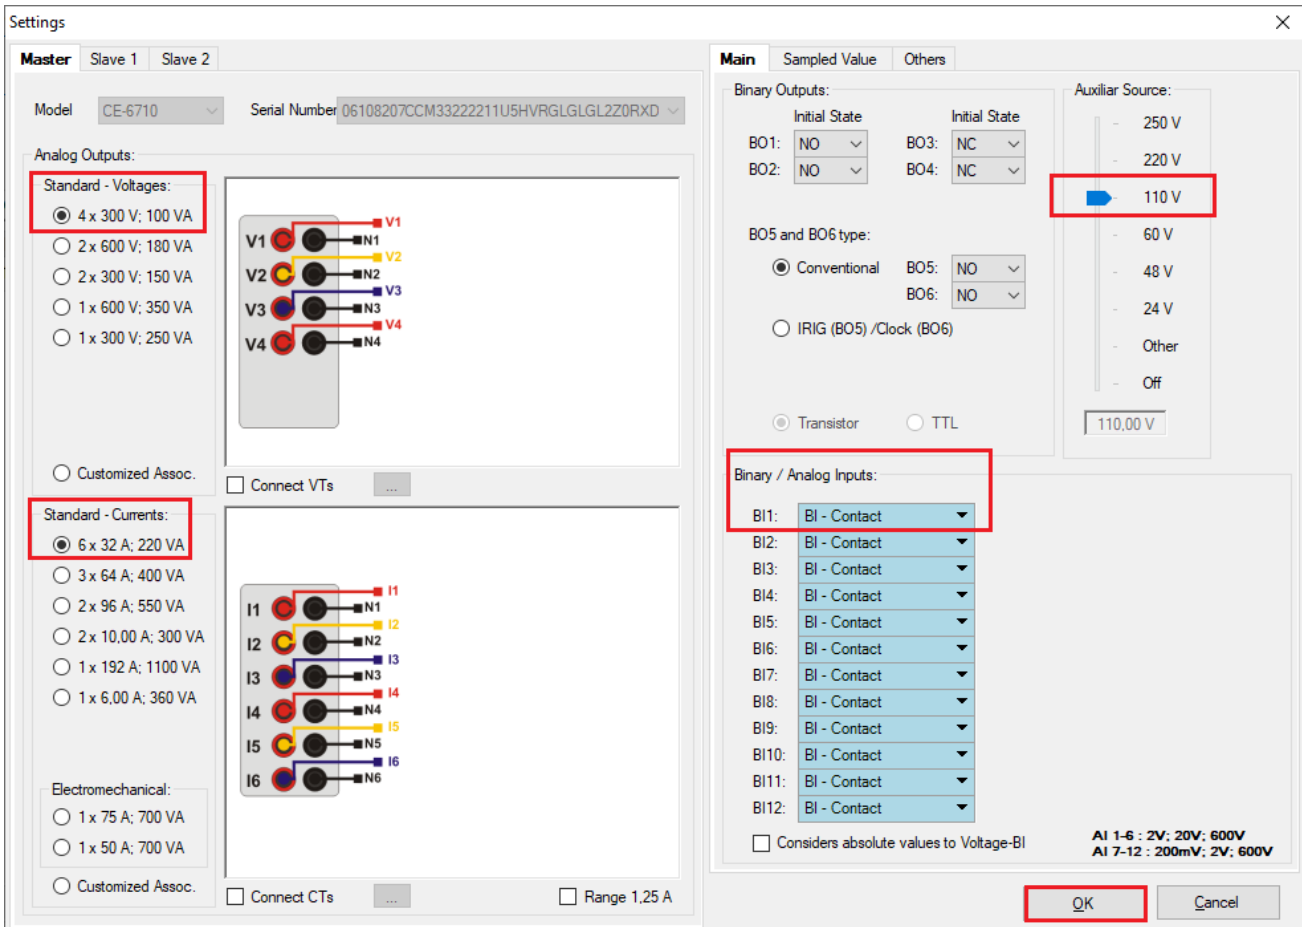 Settings
Master Slave 1 Slave 2
Model CE-6710 Serial Number 06108207CCM33222211U5HVRGLGLGL2Z0RXD
Analog Outputs:
Standard - Voltages:
4 x 300 V; 100 VA
2 x 600 V; 180 VA
2 x 300 V; 150 VA
1 x 600 V; 350 VA
1 x 300 V; 250 VA
Customized Assoc.
V1 V1 N1
V2 V2 N2
V3 V3 N3
V4 V4 N4
Connect VTs ...
Standard - Currents:
6 x 32 A; 220 VA
3 x 64 A; 400 VA
2 x 96 A; 550 VA
2 x 10,00 A; 300 VA
1 x 192 A; 1100 VA
1 x 6,00 A; 360 VA
Electromechanical:
1 x 75 A; 700 VA
1 x 50 A; 700 VA
Customized Assoc.
I1 I1 N1
I2 I2 N2
I3 I3 N3
I4 I4 N4
I5 I5 N5
I6 I6 N6
Connect CTs ... Range 1,25 A
Main Sampled Value Others
Binary Outputs:
Initial State Initial State
BO1: NO BO3: NC
BO2: NO BO4: NC
BO5 and BO6 type:
Conventional BO5: NO
BO6: NO
IRIG (BO5) /Clock (BO6)
Transistor TTL
Auxiliar Source:
250 V
220 V
110 V
60 V
48 V
24 V
Other
Off
110,00 V
Binary / Analog Inputs:
BI1: BI - Contact
BI2: BI - Contact
BI3: BI - Contact
BI4: BI - Contact
BI5: BI - Contact
BI6: BI - Contact
BI7: BI - Contact
BI8: BI - Contact
BI9: BI - Contact
BI10: BI - Contact
BI11: BI - Contact
BI12: BI - Contact
Considers absolute values to Voltage-BI
AI 1-6 : 2V; 20V; 600V
AI 7-12 : 200mV; 2V; 600V
OK Cancel